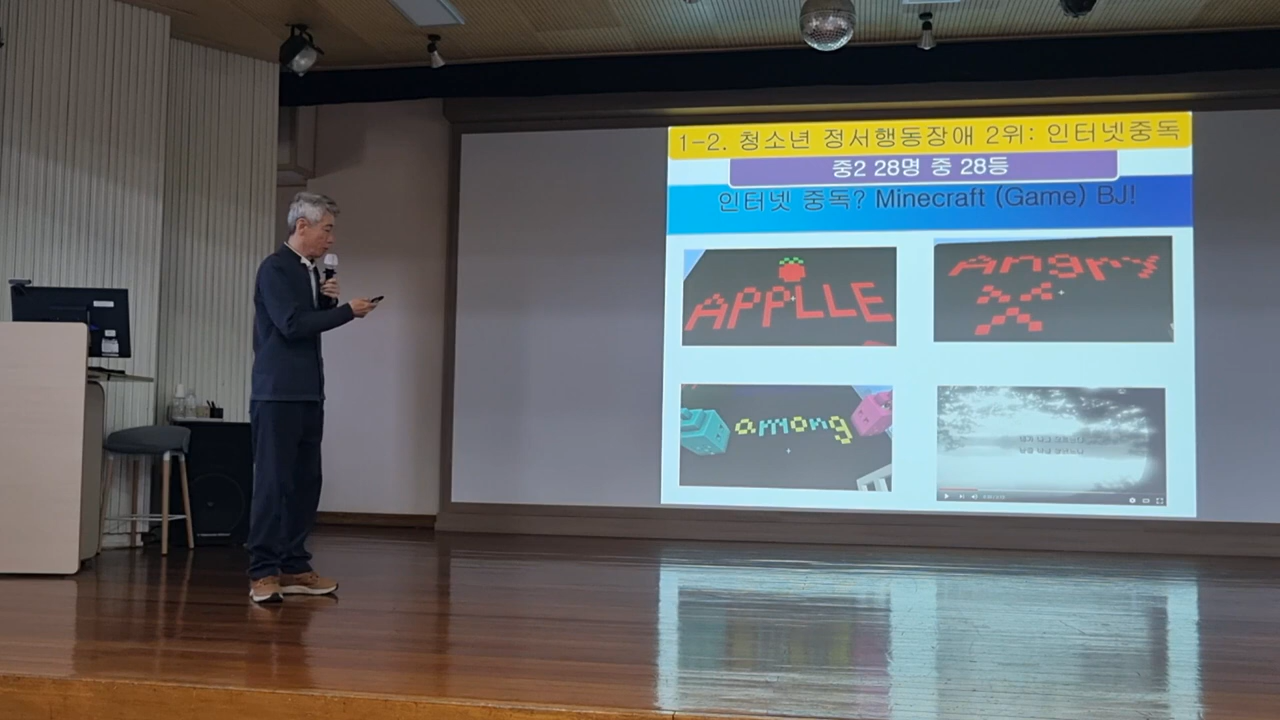 1-2. 청소년 정서행동장애 2위: 인터넷중독
중2 28명 중 28등
인터넷 중독? Minecraft (Game) BJ!
APPLLE
Angry
among